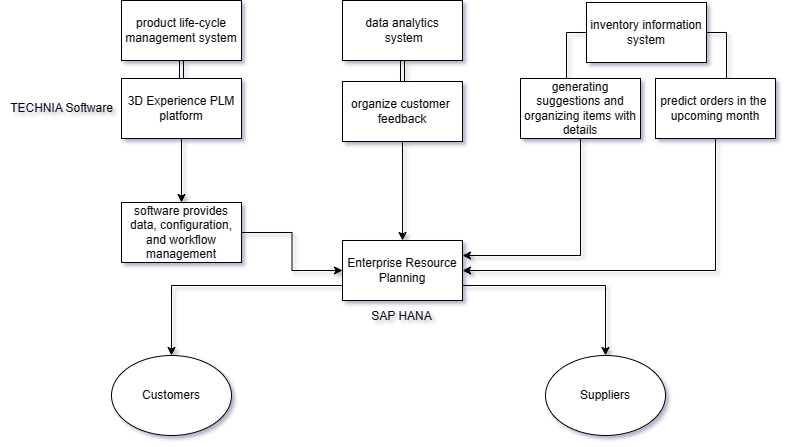 product life-cycle
management system
data analytics
system
inventory information
system
TECHNIA Software
3D Experience PLM
platform
organize customer
feedback
generating
suggestions and
organizing items with
details
predict orders in the
upcoming month
software provides
data, configuration,
and workflow
management
Enterprise Resource
Planning
SAP HANA
Customers
Suppliers